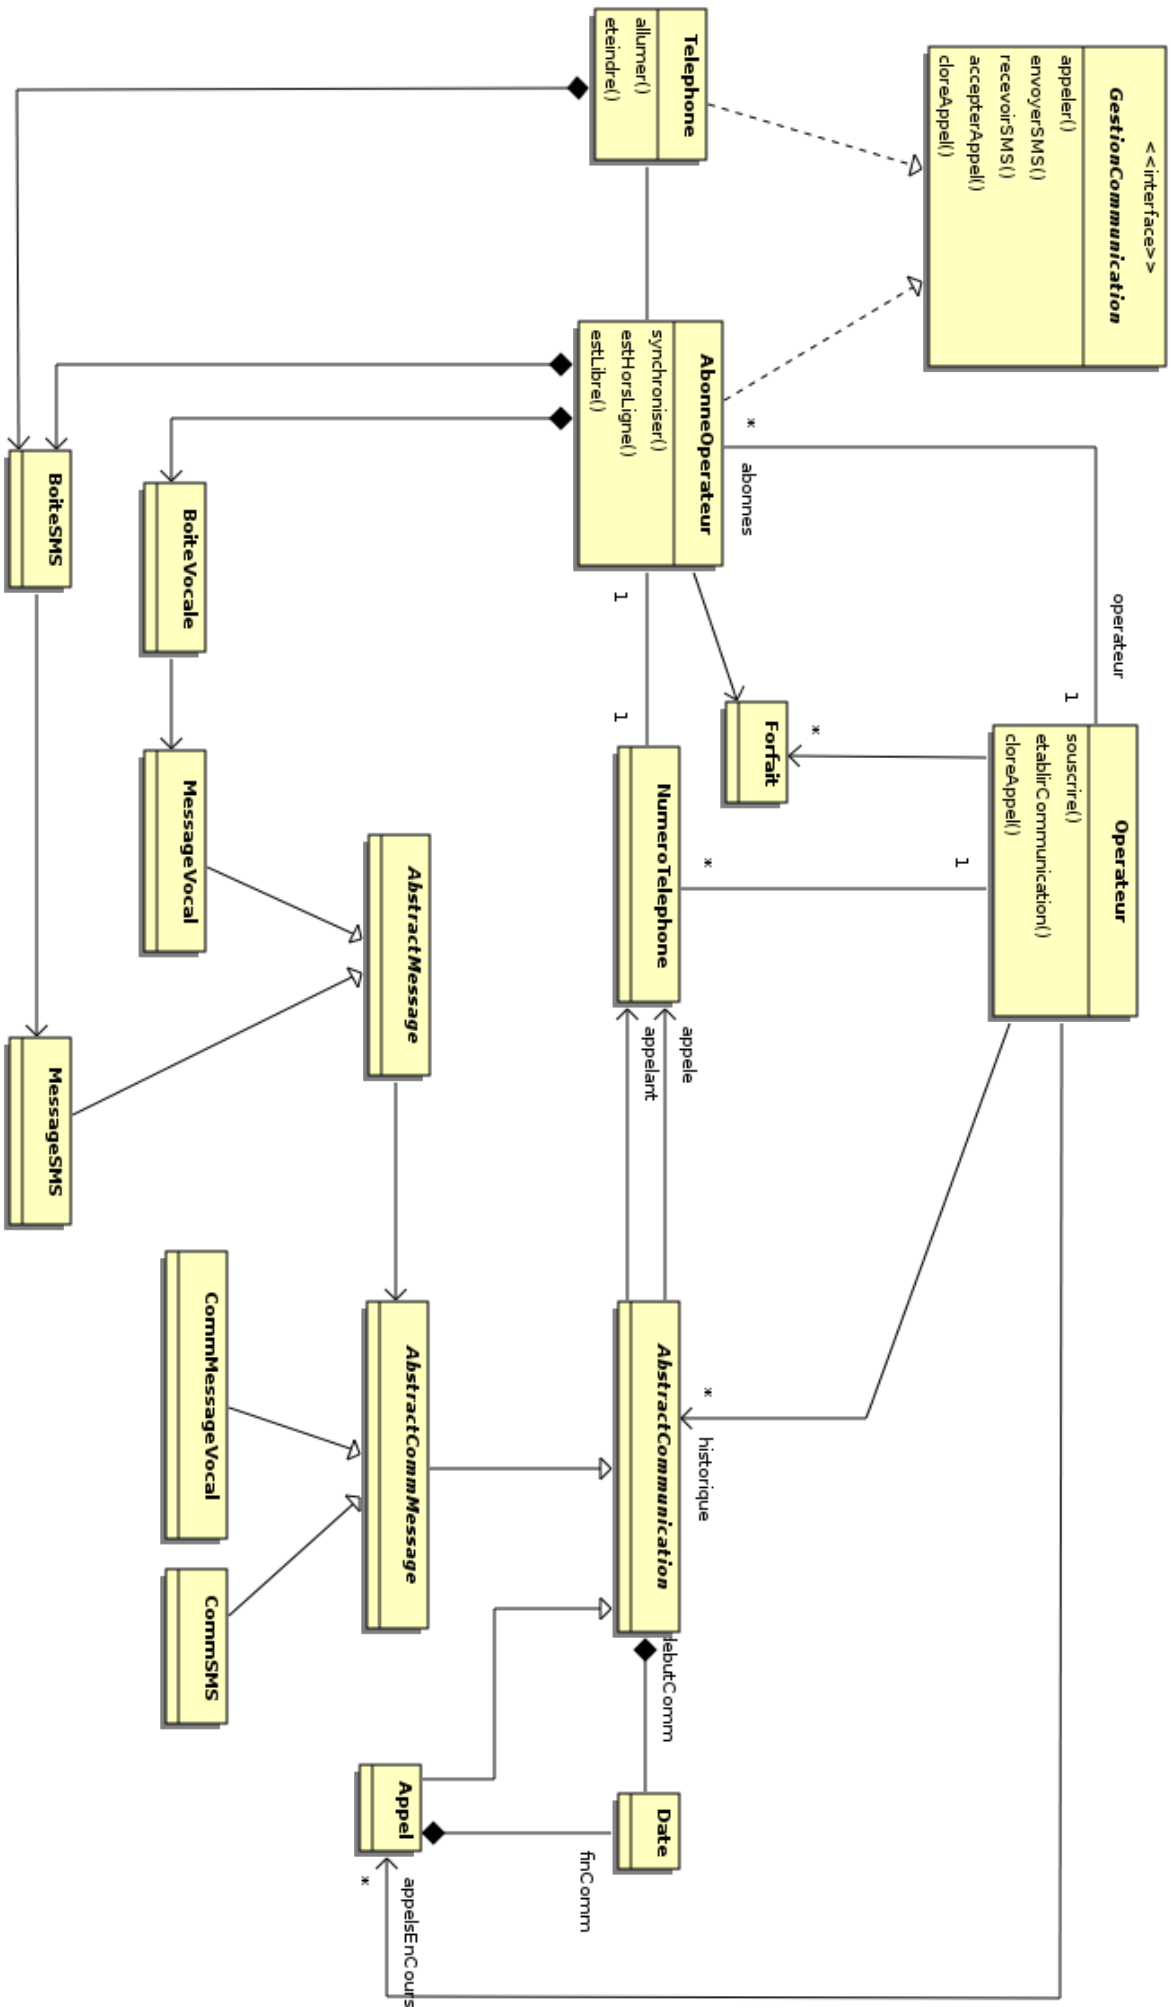 <<interface>>
GestionCommunication
appeler()
envoyerSMS()
recevoirSMS()
accepterAppel()
cloreAppel()
operateur
1
Operateur
souscrire()
etablirCommunication()
cloreAppel()
1
*
abonnes
*
Forfait
Telephone
allumer()
eteindre()
AbonneOperateur
synchroniser()
estHorsLigne()
estLibre()
1
1
*
NumeroTelephone
appele
appelant
*
historique
AbstractCommunication
ebutComm
Date
finComm
AbstractMessage
AbstractCommMessage
Appel
appelsEnCours
*
BoiteVocale
MessageVocal
CommMessageVocal
CommSMS
BoiteSMS
MessageSMS